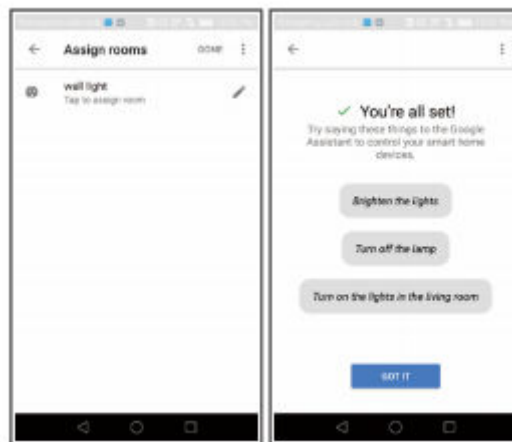 Assign rooms
DONE
wall light
Tap to assign room
You're all set!
Try saying these things to the Google
Assistant to control your smart home
devices.
Brighten the lights
Turn off the lamp
Turn on the lights in the living room
GOT IT